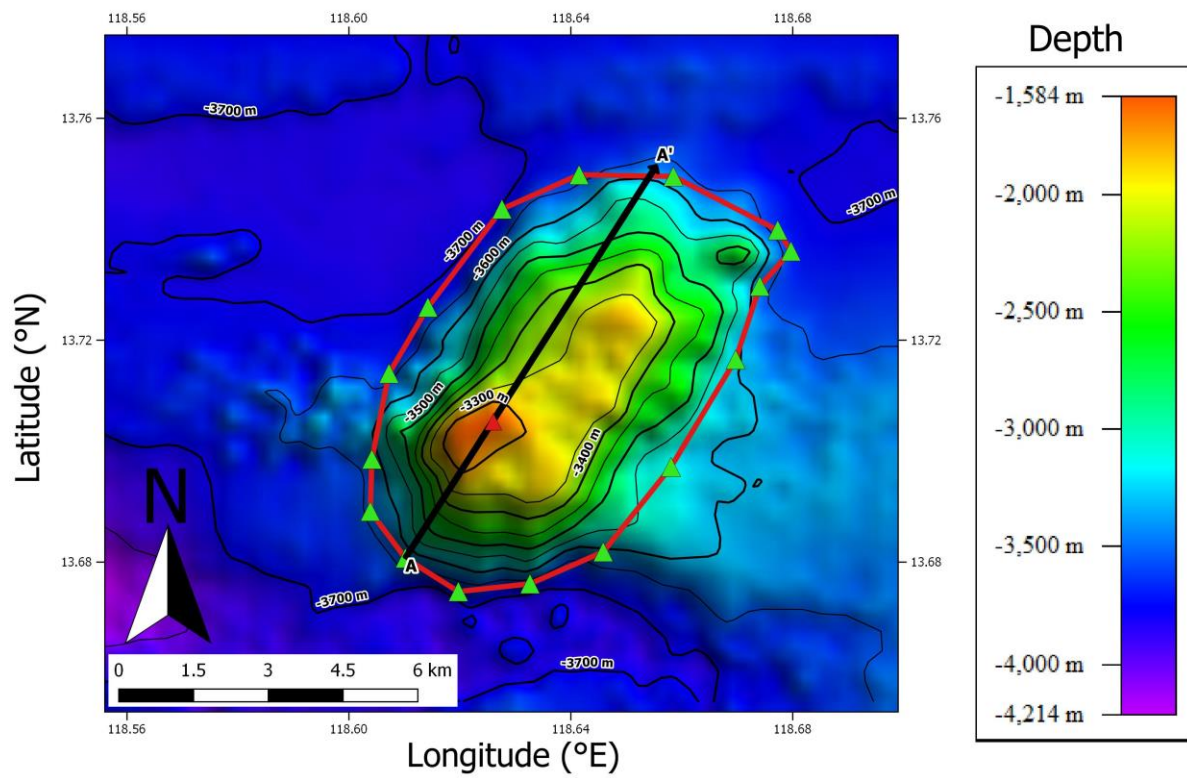 118.56 118.60 118.64 118.68
Depth
-1,584 m
-2,000 m
-2,500 m
-3,000 m
-3,500 m
-4,000 m
-4,214 m
13.76 13.76
-3700 m
A'
-3700 m
-3700 m
-3600 m
Latitude (°N)
13.72 13.72
-3500 m
-3300 m
-3400 m
N
13.68 13.68
A
-3700 m
-3700 m
0 1.5 3 4.5 6 km
118.56 118.60 118.64 118.68
Longitude (°E)